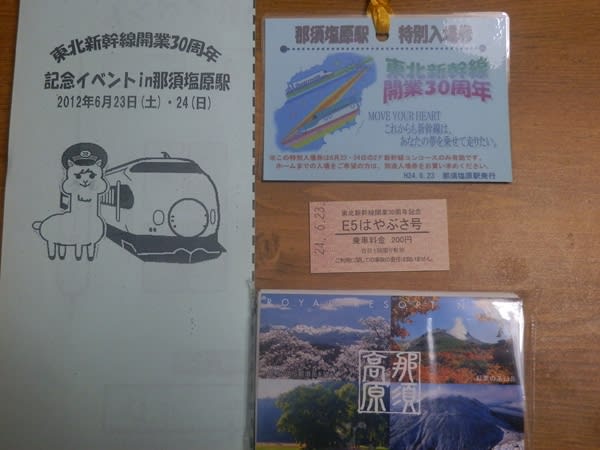 東北新幹線開業30周年
記念イベントin那須塩原駅
2012年6月23日(土)・24(日)
那須塩原駅 特別入場券
東北新幹線
開業30周年
MOVE YOUR HEART
これからも新幹線は、
あなたの夢を乗せて走りたい。
H24.6.23 那須塩原駅発行
24.6.23
東北新幹線開業30周年記念
E5はやぶさ号
乗車料金 200円
ROYAL RESORT N
那須
高原